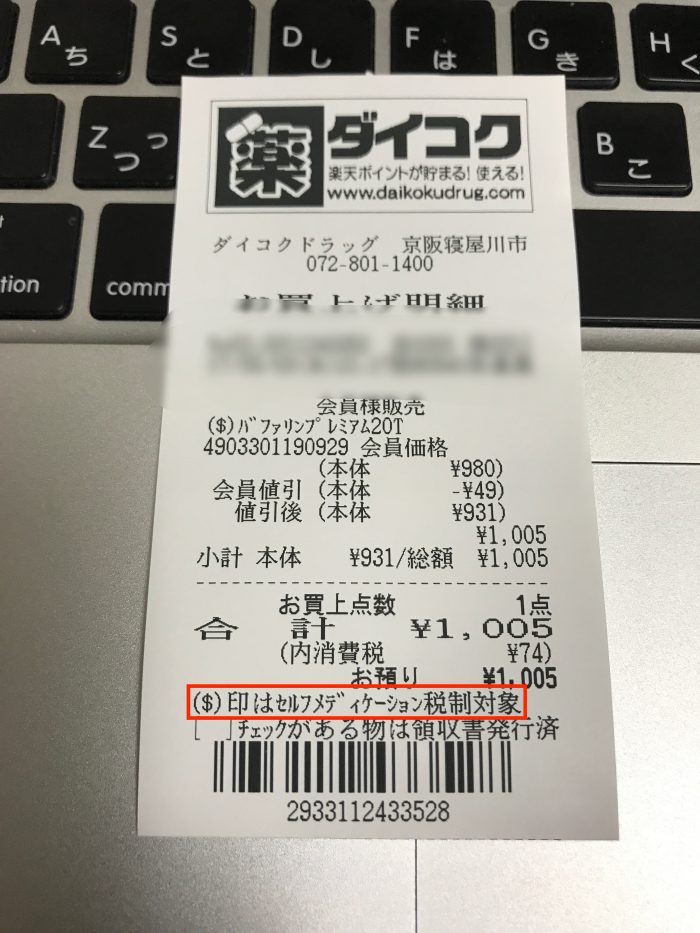 A ち
S と
D し
F は
G き
H く
Z っ つ
B こ
tion
comm
薬 ダイコク
楽天ポイントが貯まる! 使える!
www.daikokudrug.com
ダイコクドラッグ 京阪寝屋川市
072-801-1400
お買上げ明細
会員様販売
($)ﾊﾞﾌｧﾘﾝﾌﾟﾚﾐｱﾑ20T
4903301190929 会員価格
(本体 ¥980)
会員値引 (本体 -¥49)
値引後 (本体 ¥931)
¥1,005
小計 本体 ¥931/総額 ¥1,005
お買上点数 1点
合 計 ¥1,005
(内消費税 ¥74)
お預り ¥1,005
($)印はｾﾙﾌﾒﾃﾞｨｹｰｼｮﾝ税制対象
[ ]ﾁｪｯｸがある物は領収書発行済
2933112433528